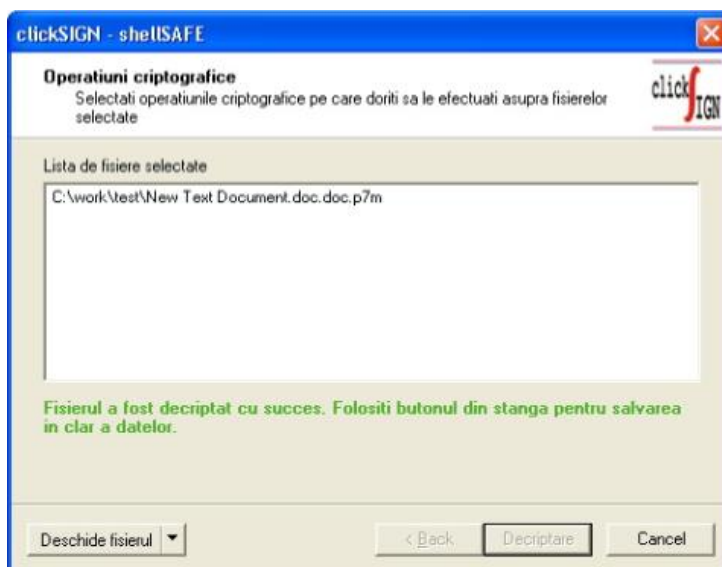 clickSIGN - shellSAFE
Operatiuni criptografice
Selectati operatiunile criptografice pe care doriti sa le efectuati asupra fisierelor
selectate
click
SIGN
Lista de fisiere selectate
C:\work\test\New Text Document.doc.doc.p7m
Fisierul a fost decriptat cu succes. Folositi butonul din stanga pentru salvarea
in clar a datelor.
Deschide fisierul
< Back
Decriptare
Cancel